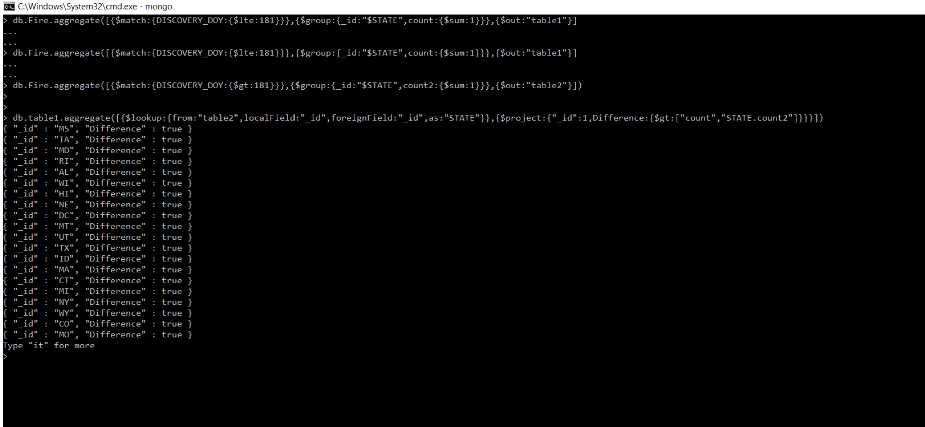 C:\Windows\System32\cmd.exe - mongo
> db.Fire.aggregate([{$match:{DISCOVERY_DOY:{$lte:181}}},{$group:{_id:"$STATE",count:{$sum:1}}},{$out:"table1"}]
...
...
> db.Fire.aggregate([{$match:{DISCOVERY_DOY:{$lte:181}}},{$group:{_id:"$STATE",count:{$sum:1}}},{$out:"table1"}]
...
...
> db.Fire.aggregate([{$match:{DISCOVERY_DOY:{$gt:181}}},{$group:{_id:"$STATE",count2:{$sum:1}}},{$out:"table2"}])
>
>
> db.table1.aggregate([{$lookup:{from:"table2",localField:"_id",foreignField:"_id",as:"STATE"}},{$project:{"_id":1,Difference:{$gt:["count","STATE.count2"]}}}])
{ "_id" : "MS", "Difference" : true }
{ "_id" : "IA", "Difference" : true }
{ "_id" : "MD", "Difference" : true }
{ "_id" : "RI", "Difference" : true }
{ "_id" : "AL", "Difference" : true }
{ "_id" : "WI", "Difference" : true }
{ "_id" : "HI", "Difference" : true }
{ "_id" : "NE", "Difference" : true }
{ "_id" : "DC", "Difference" : true }
{ "_id" : "MT", "Difference" : true }
{ "_id" : "UT", "Difference" : true }
{ "_id" : "TX", "Difference" : true }
{ "_id" : "ID", "Difference" : true }
{ "_id" : "MA", "Difference" : true }
{ "_id" : "CT", "Difference" : true }
{ "_id" : "MI", "Difference" : true }
{ "_id" : "NY", "Difference" : true }
{ "_id" : "WY", "Difference" : true }
{ "_id" : "CO", "Difference" : true }
{ "_id" : "MO", "Difference" : true }
Type "it" for more
>